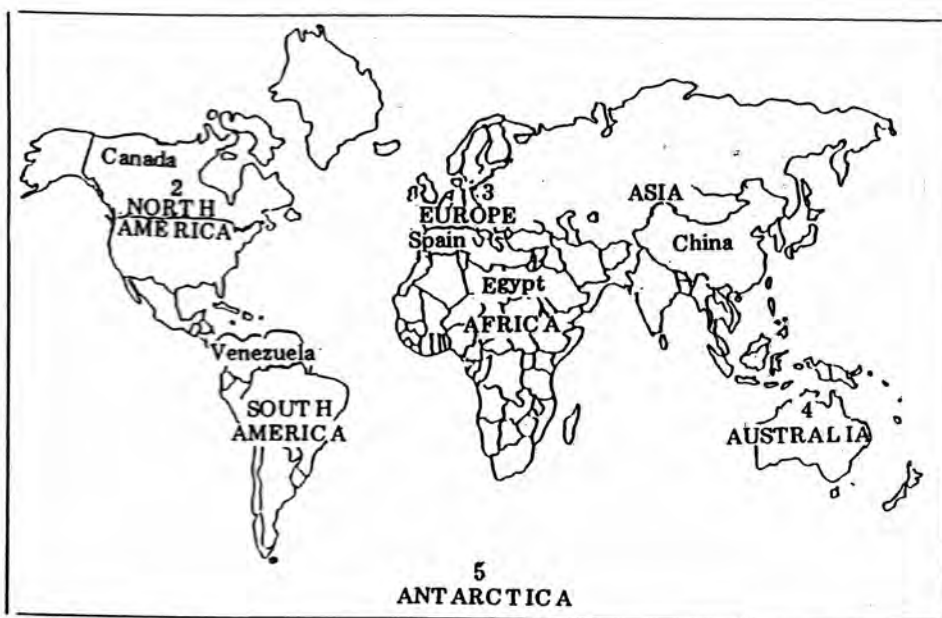 Canada
2
NORTH
AMERICA
3
EUROPE
Spain
ASIA
China
Egypt
AFRICA
Venezuela
SOUTH
AMERICA
4
AUSTRALIA
5
ANTARCTICA